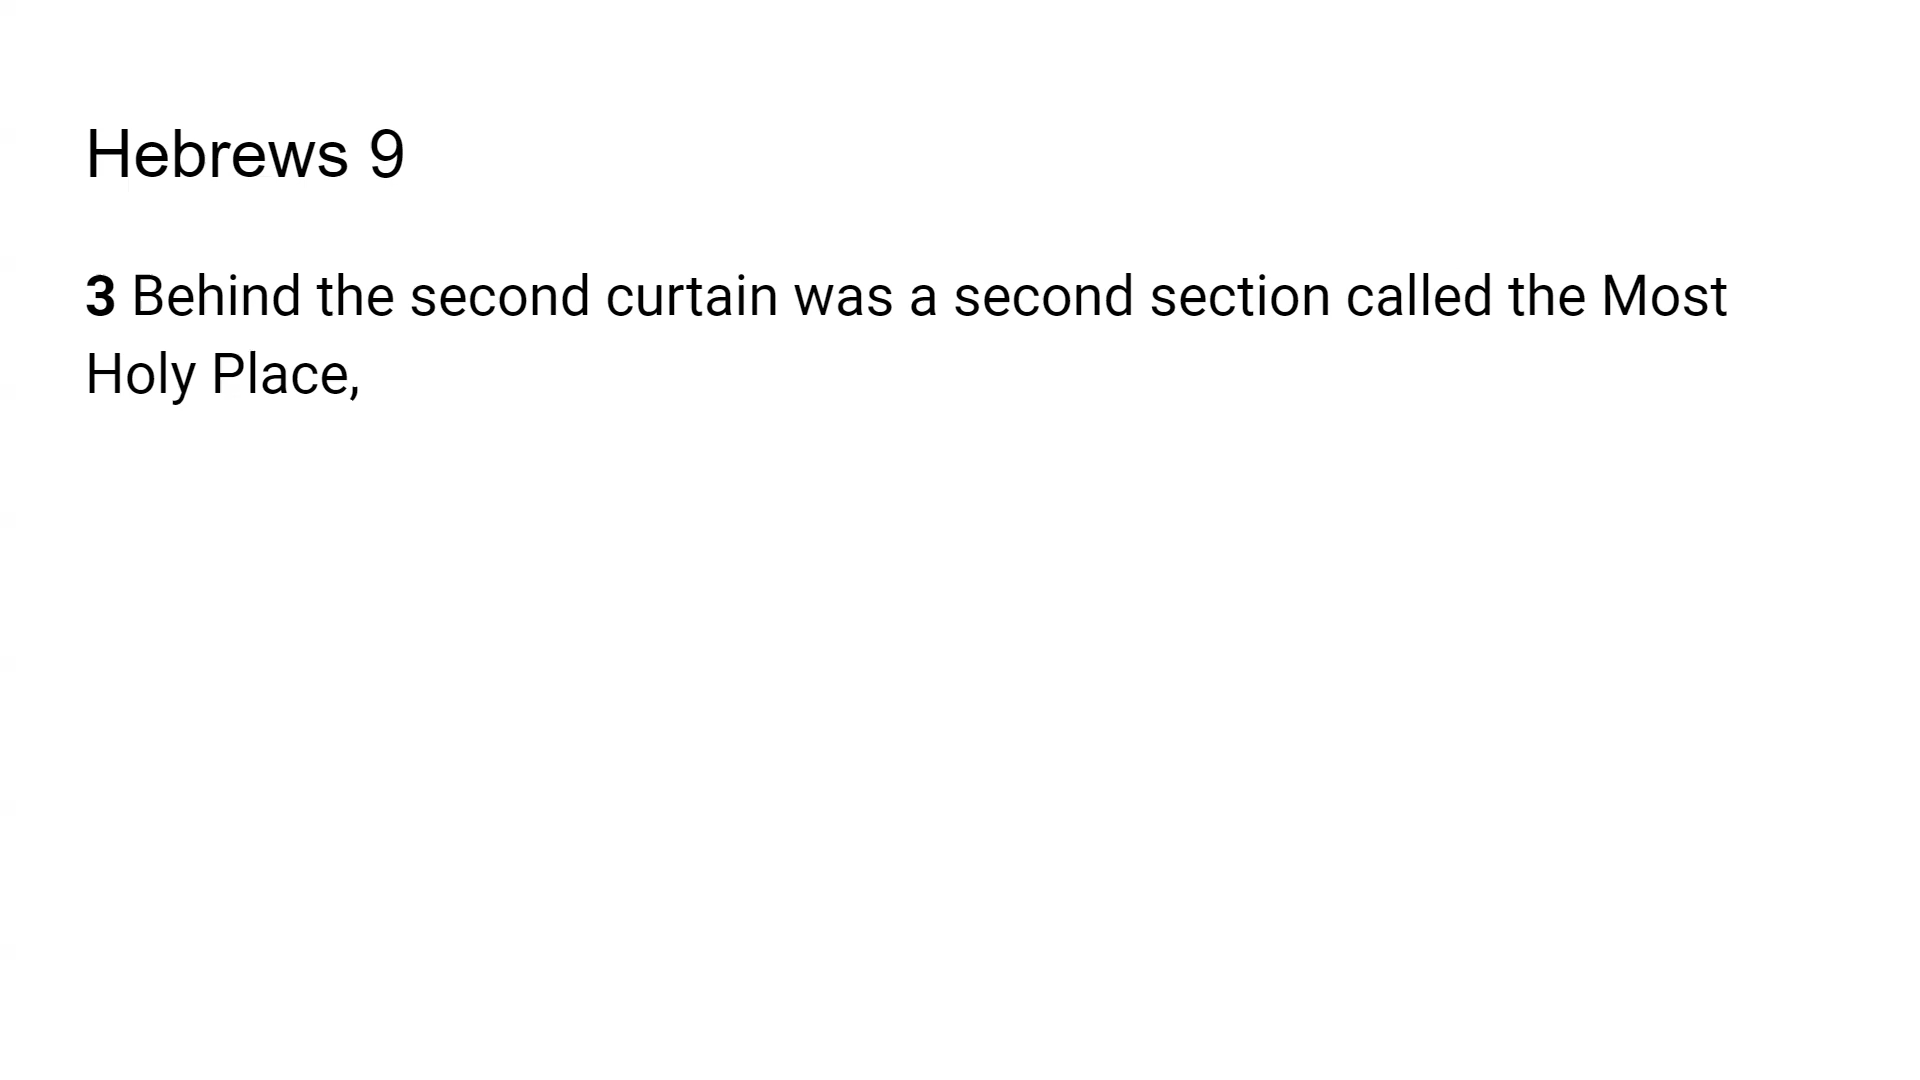 Hebrews 9
3 Behind the second curtain was a second section called the Most
Holy Place,